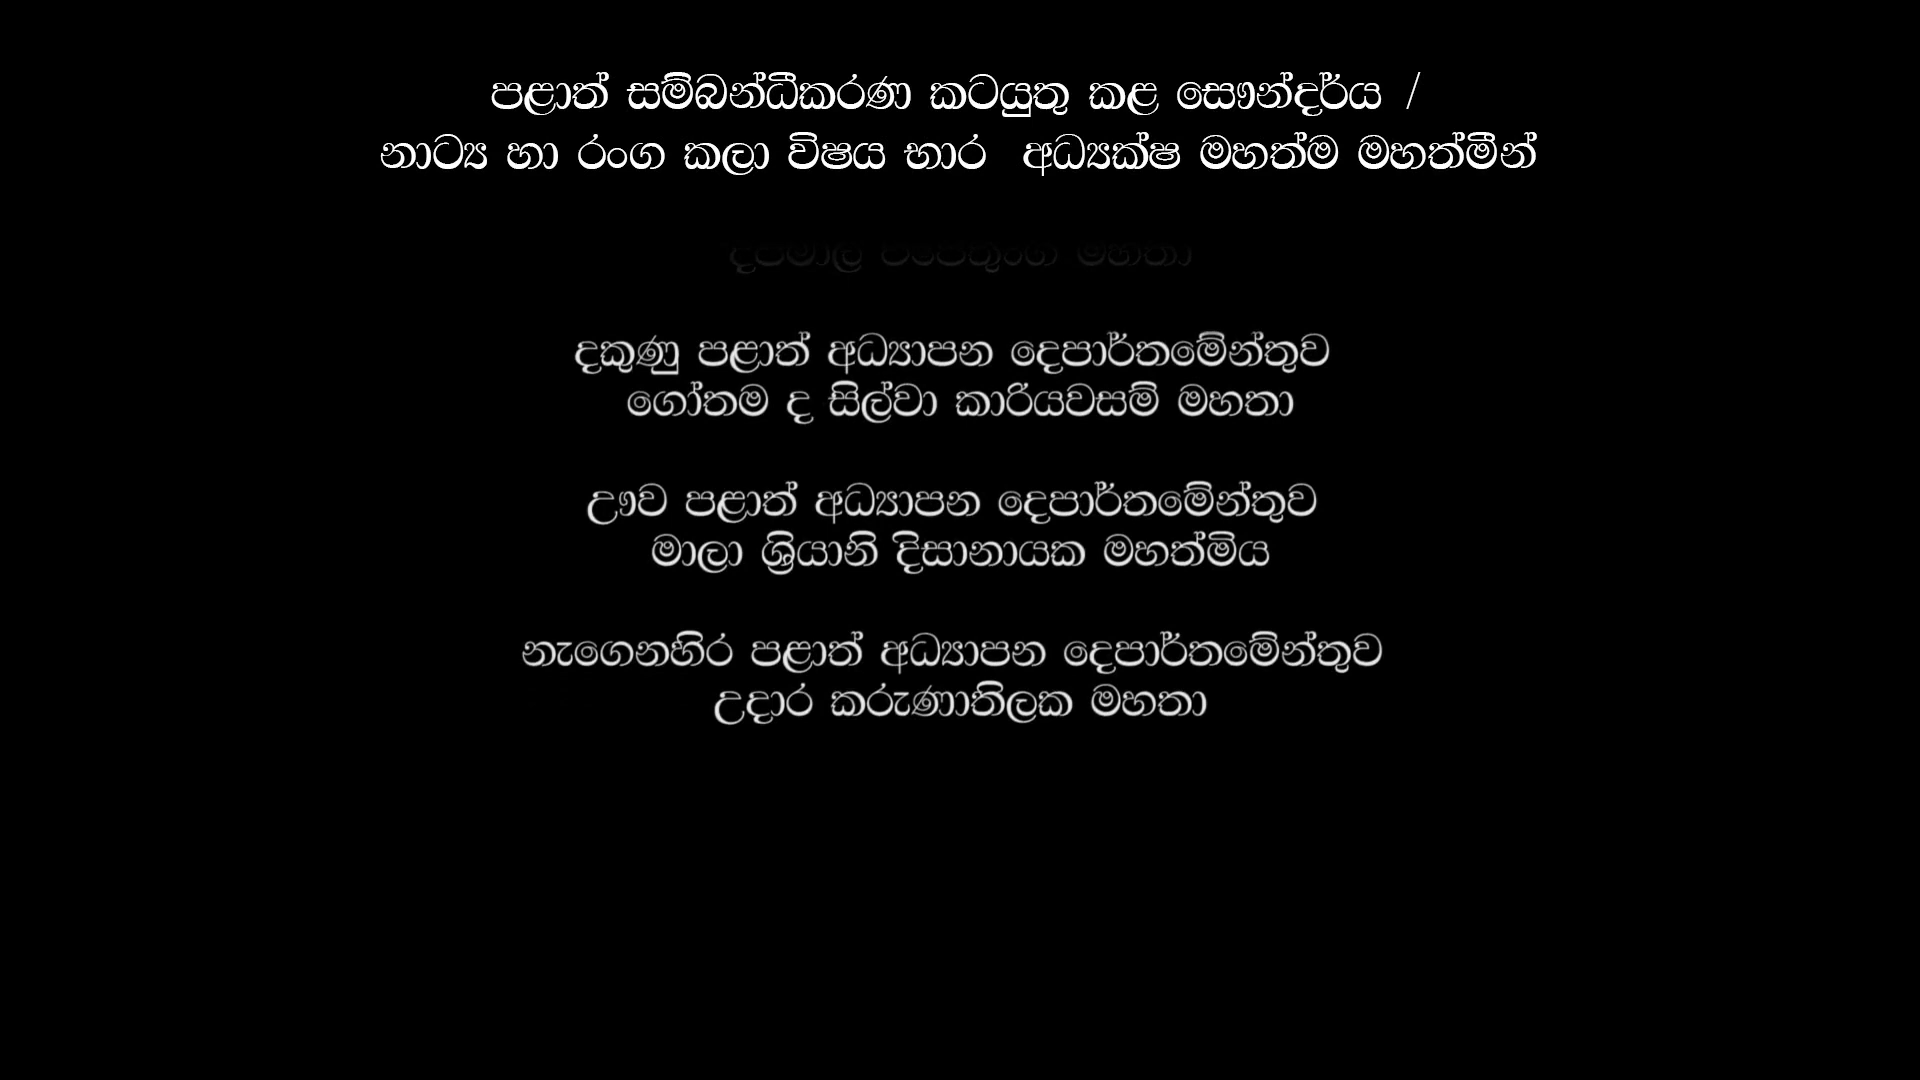 පළාත් සම්බන්ධීකරණ කටයුතු කළ සෞන්දර්ය /
නාට්‍ය හා රංග කලා විෂය භාර අධ්‍යක්ෂ මහත්ම මහත්මීන්
මහතා
දකුණු පළාත් අධ්‍යාපන දෙපාර්තමේන්තුව
ගෝතම ද සිල්වා කාරියවසම් මහතා
ඌව පළාත් අධ්‍යාපන දෙපාර්තමේන්තුව
මාලා ශ්‍රියානි දිසානායක මහත්මිය
නැගෙනහිර පළාත් අධ්‍යාපන දෙපාර්තමේන්තුව
උදාර කරුණාතිලක මහතා